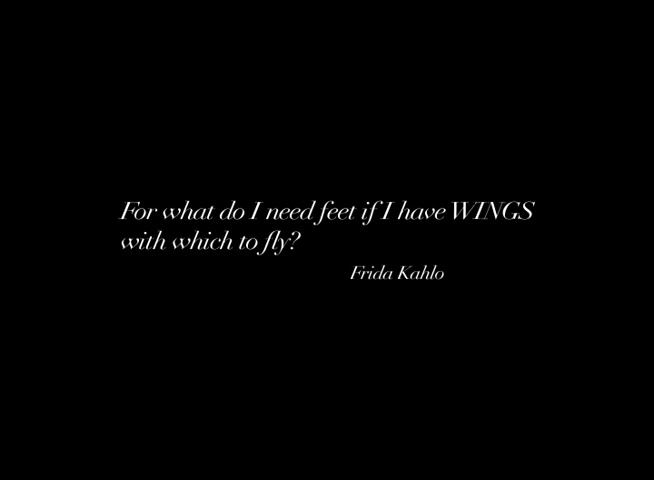 For what do I need feet if I have WINGS
with which to fly?
Frida Kahlo